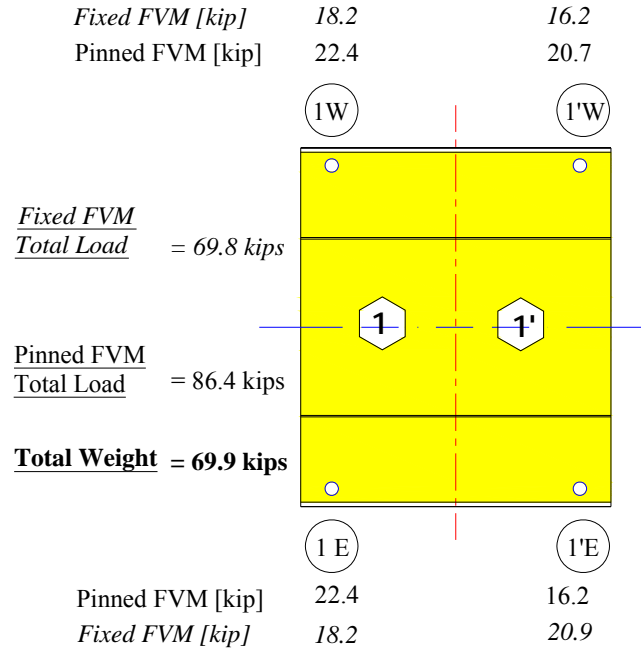 Fixed FVM [kip] 18.2 16.2
Pinned FVM [kip] 22.4 20.7
1W 1'W
Fixed FVM
Total Load = 69.8 kips
1 1'
Pinned FVM
Total Load = 86.4 kips
Total Weight = 69.9 kips
1 E 1'E
Pinned FVM [kip] 22.4 16.2
Fixed FVM [kip] 18.2 20.9